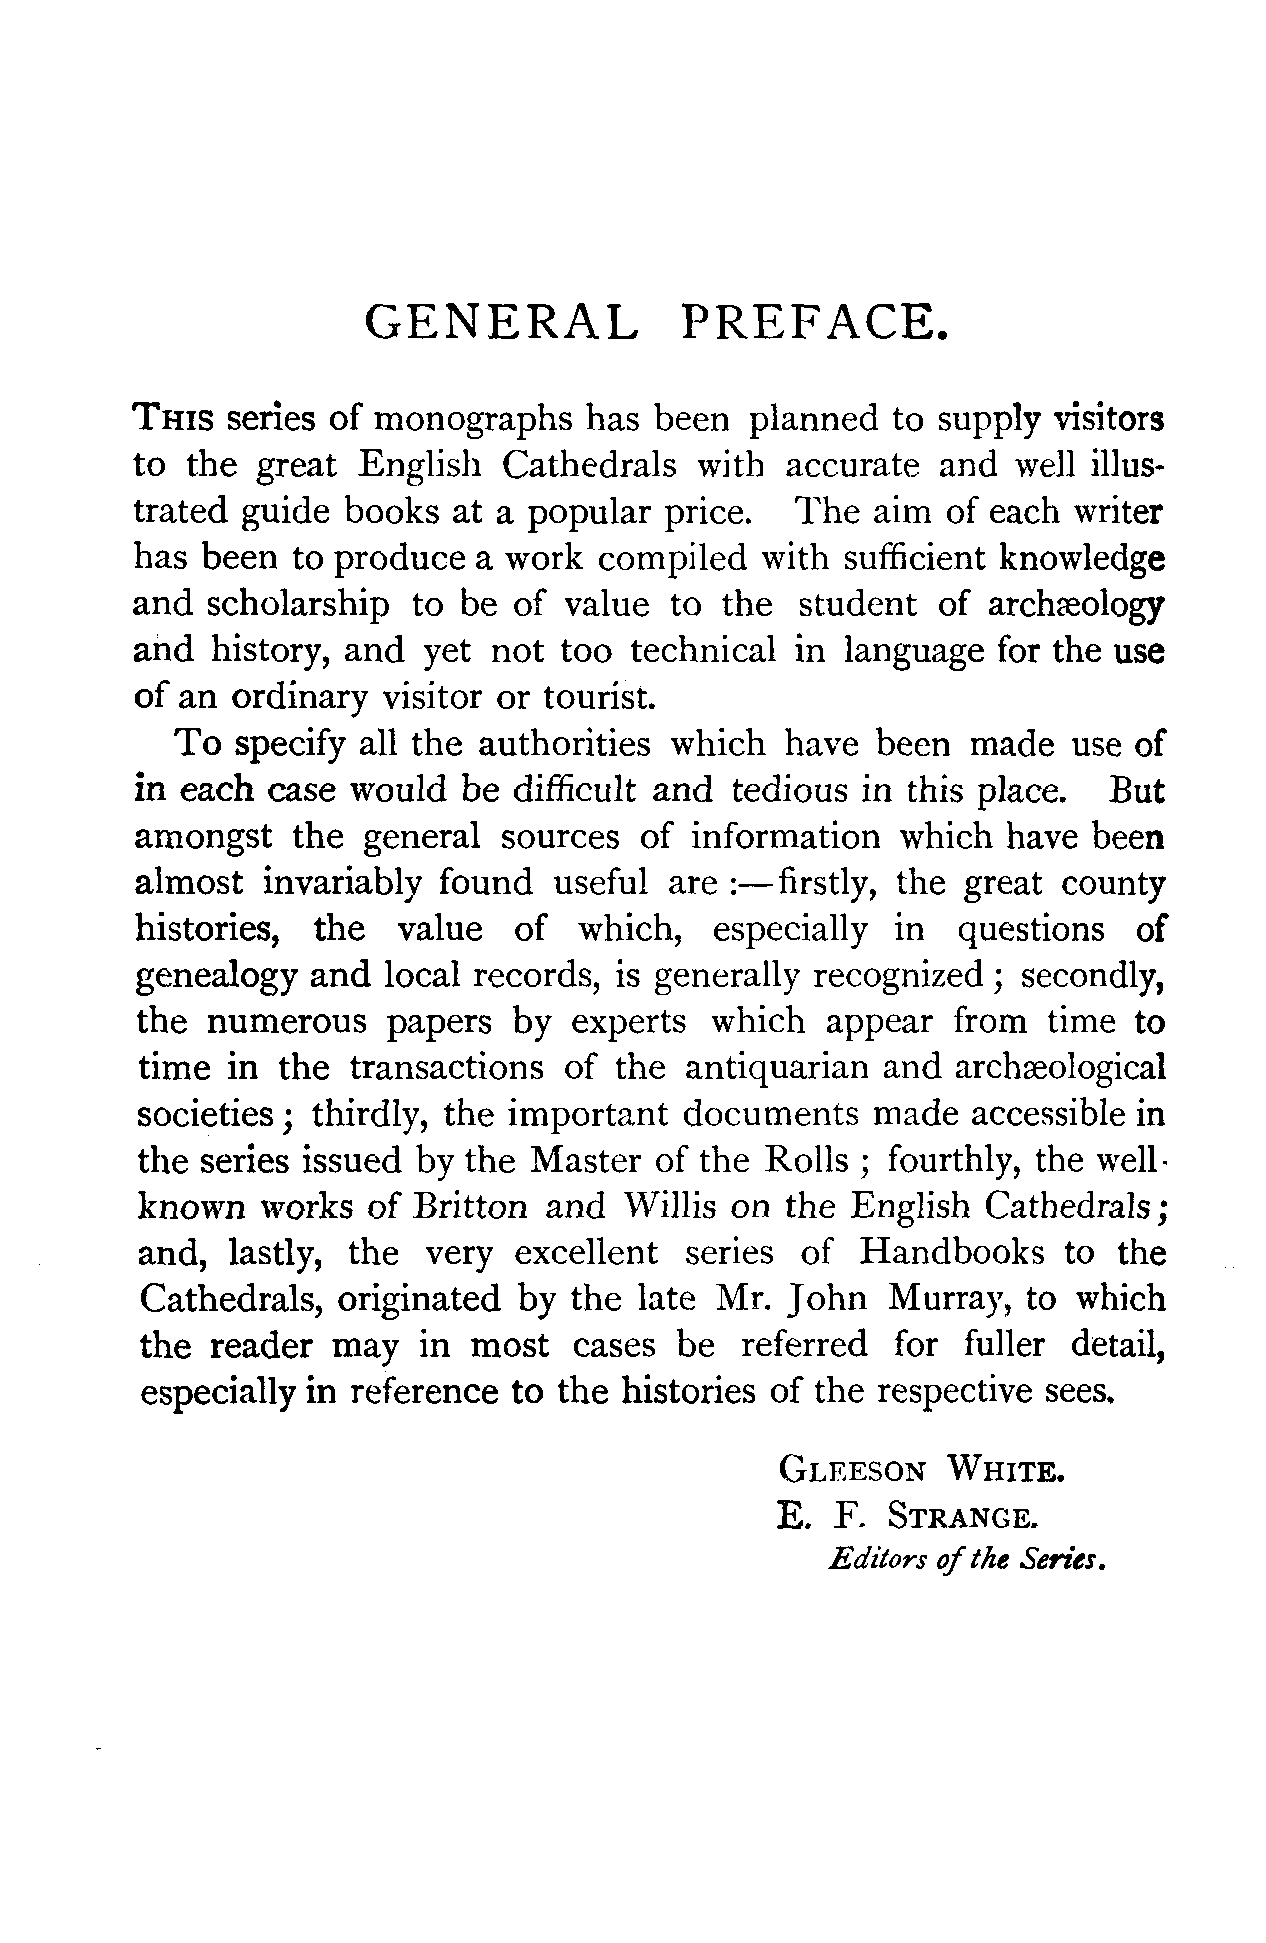 GENERAL PREFACE.
THIS series of monographs has been planned to supply visitors
to the great English Cathedrals with accurate and well illus-
trated guide books at a popular price. The aim of each writer
has been to produce a work compiled with sufficient knowledge
and scholarship to be of value to the student of archæology
and history, and yet not too technical in language for the use
of an ordinary visitor or tourist.
To specify all the authorities which have been made use of
in each case would be difficult and tedious in this place. But
amongst the general sources of information which have been
almost invariably found useful are :—firstly, the great county
histories, the value of which, especially in questions of
genealogy and local records, is generally recognized ; secondly,
the numerous papers by experts which appear from time to
time in the transactions of the antiquarian and archæological
societies ; thirdly, the important documents made accessible in
the series issued by the Master of the Rolls ; fourthly, the well-
known works of Britton and Willis on the English Cathedrals ;
and, lastly, the very excellent series of Handbooks to the
Cathedrals, originated by the late Mr. John Murray, to which
the reader may in most cases be referred for fuller detail,
especially in reference to the histories of the respective sees.
GLEESON WHITE.
E. F. STRANGE.
Editors of the Series.